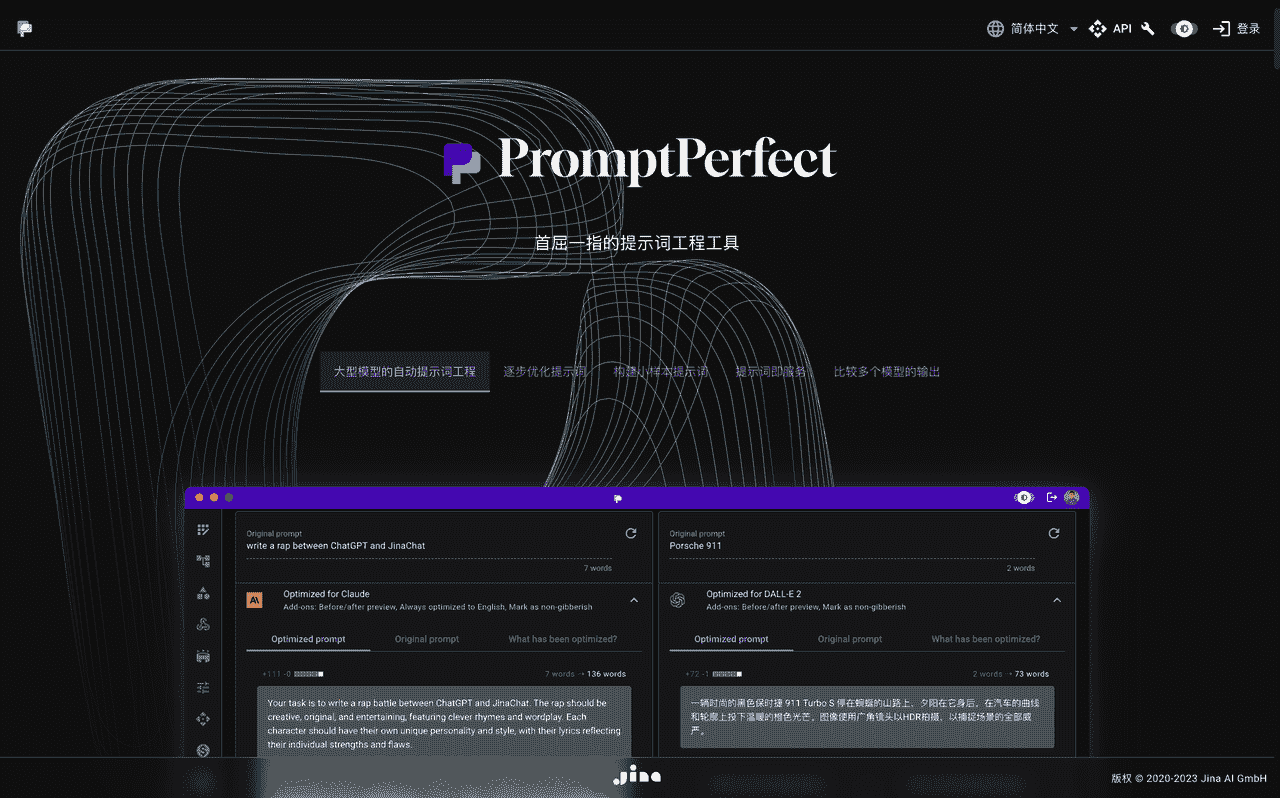 简体中文
API
登录
PromptPerfect
首屈一指的提示词工程工具
大型模型的自动提示词工程
逐步优化提示词
构建小样本提示词
提示词即服务
比较多个模型的输出
Original prompt
write a rap between ChatGPT and JinaChat
7 words
Optimized for Claude
Add-ons: Before/after preview, Always optimized to English, Mark as non-gibberish
Optimized prompt
Original prompt
What has been optimized?
+111 -0
7 words → 136 words
Your task is to write a rap battle between ChatGPT and JinaChat. The rap should be
creative, original, and entertaining, featuring clever rhymes and wordplay. Each
character should have their own unique personality and style, with their lyrics reflecting
their individual strengths and flaws.
Original prompt
Porsche 911
2 words
Optimized for DALL-E 2
Add-ons: Before/after preview, Mark as non-gibberish
Optimized prompt
Original prompt
What has been optimized?
+72 -1
2 words → 73 words
一辆时尚的黑色保时捷 911 Turbo S 停在蜿蜒的山路上，夕阳在它身后，在汽车的曲线
和轮廓上投下温暖的橙色光芒。图像使用广角镜头以HDR拍摄，以捕捉场景的全部威
严。
Jina
版权 © 2020-2023 Jina AI GmbH